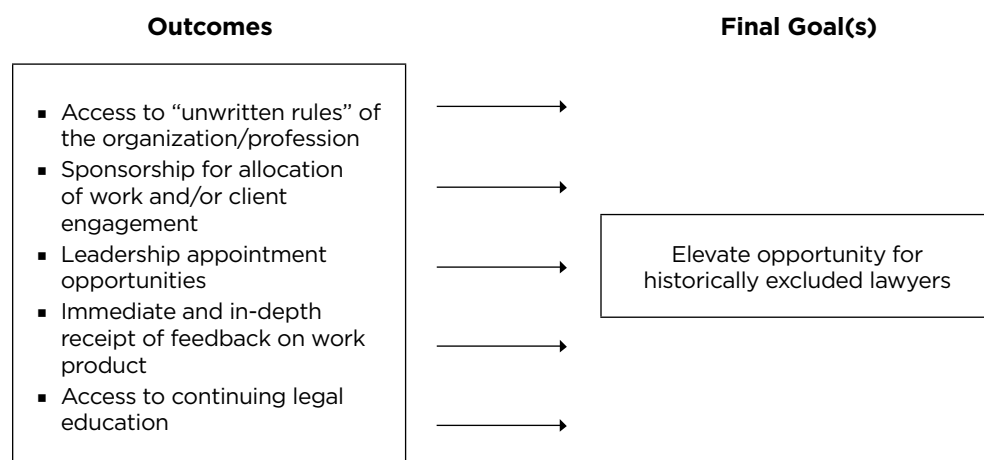 Outcomes
Final Goal(s)
▪ Access to “unwritten rules” of
the organization/profession
▪ Sponsorship for allocation
of work and/or client
engagement
▪ Leadership appointment
opportunities
▪ Immediate and in-depth
receipt of feedback on work
product
▪ Access to continuing legal
education
Elevate opportunity for
historically excluded lawyers